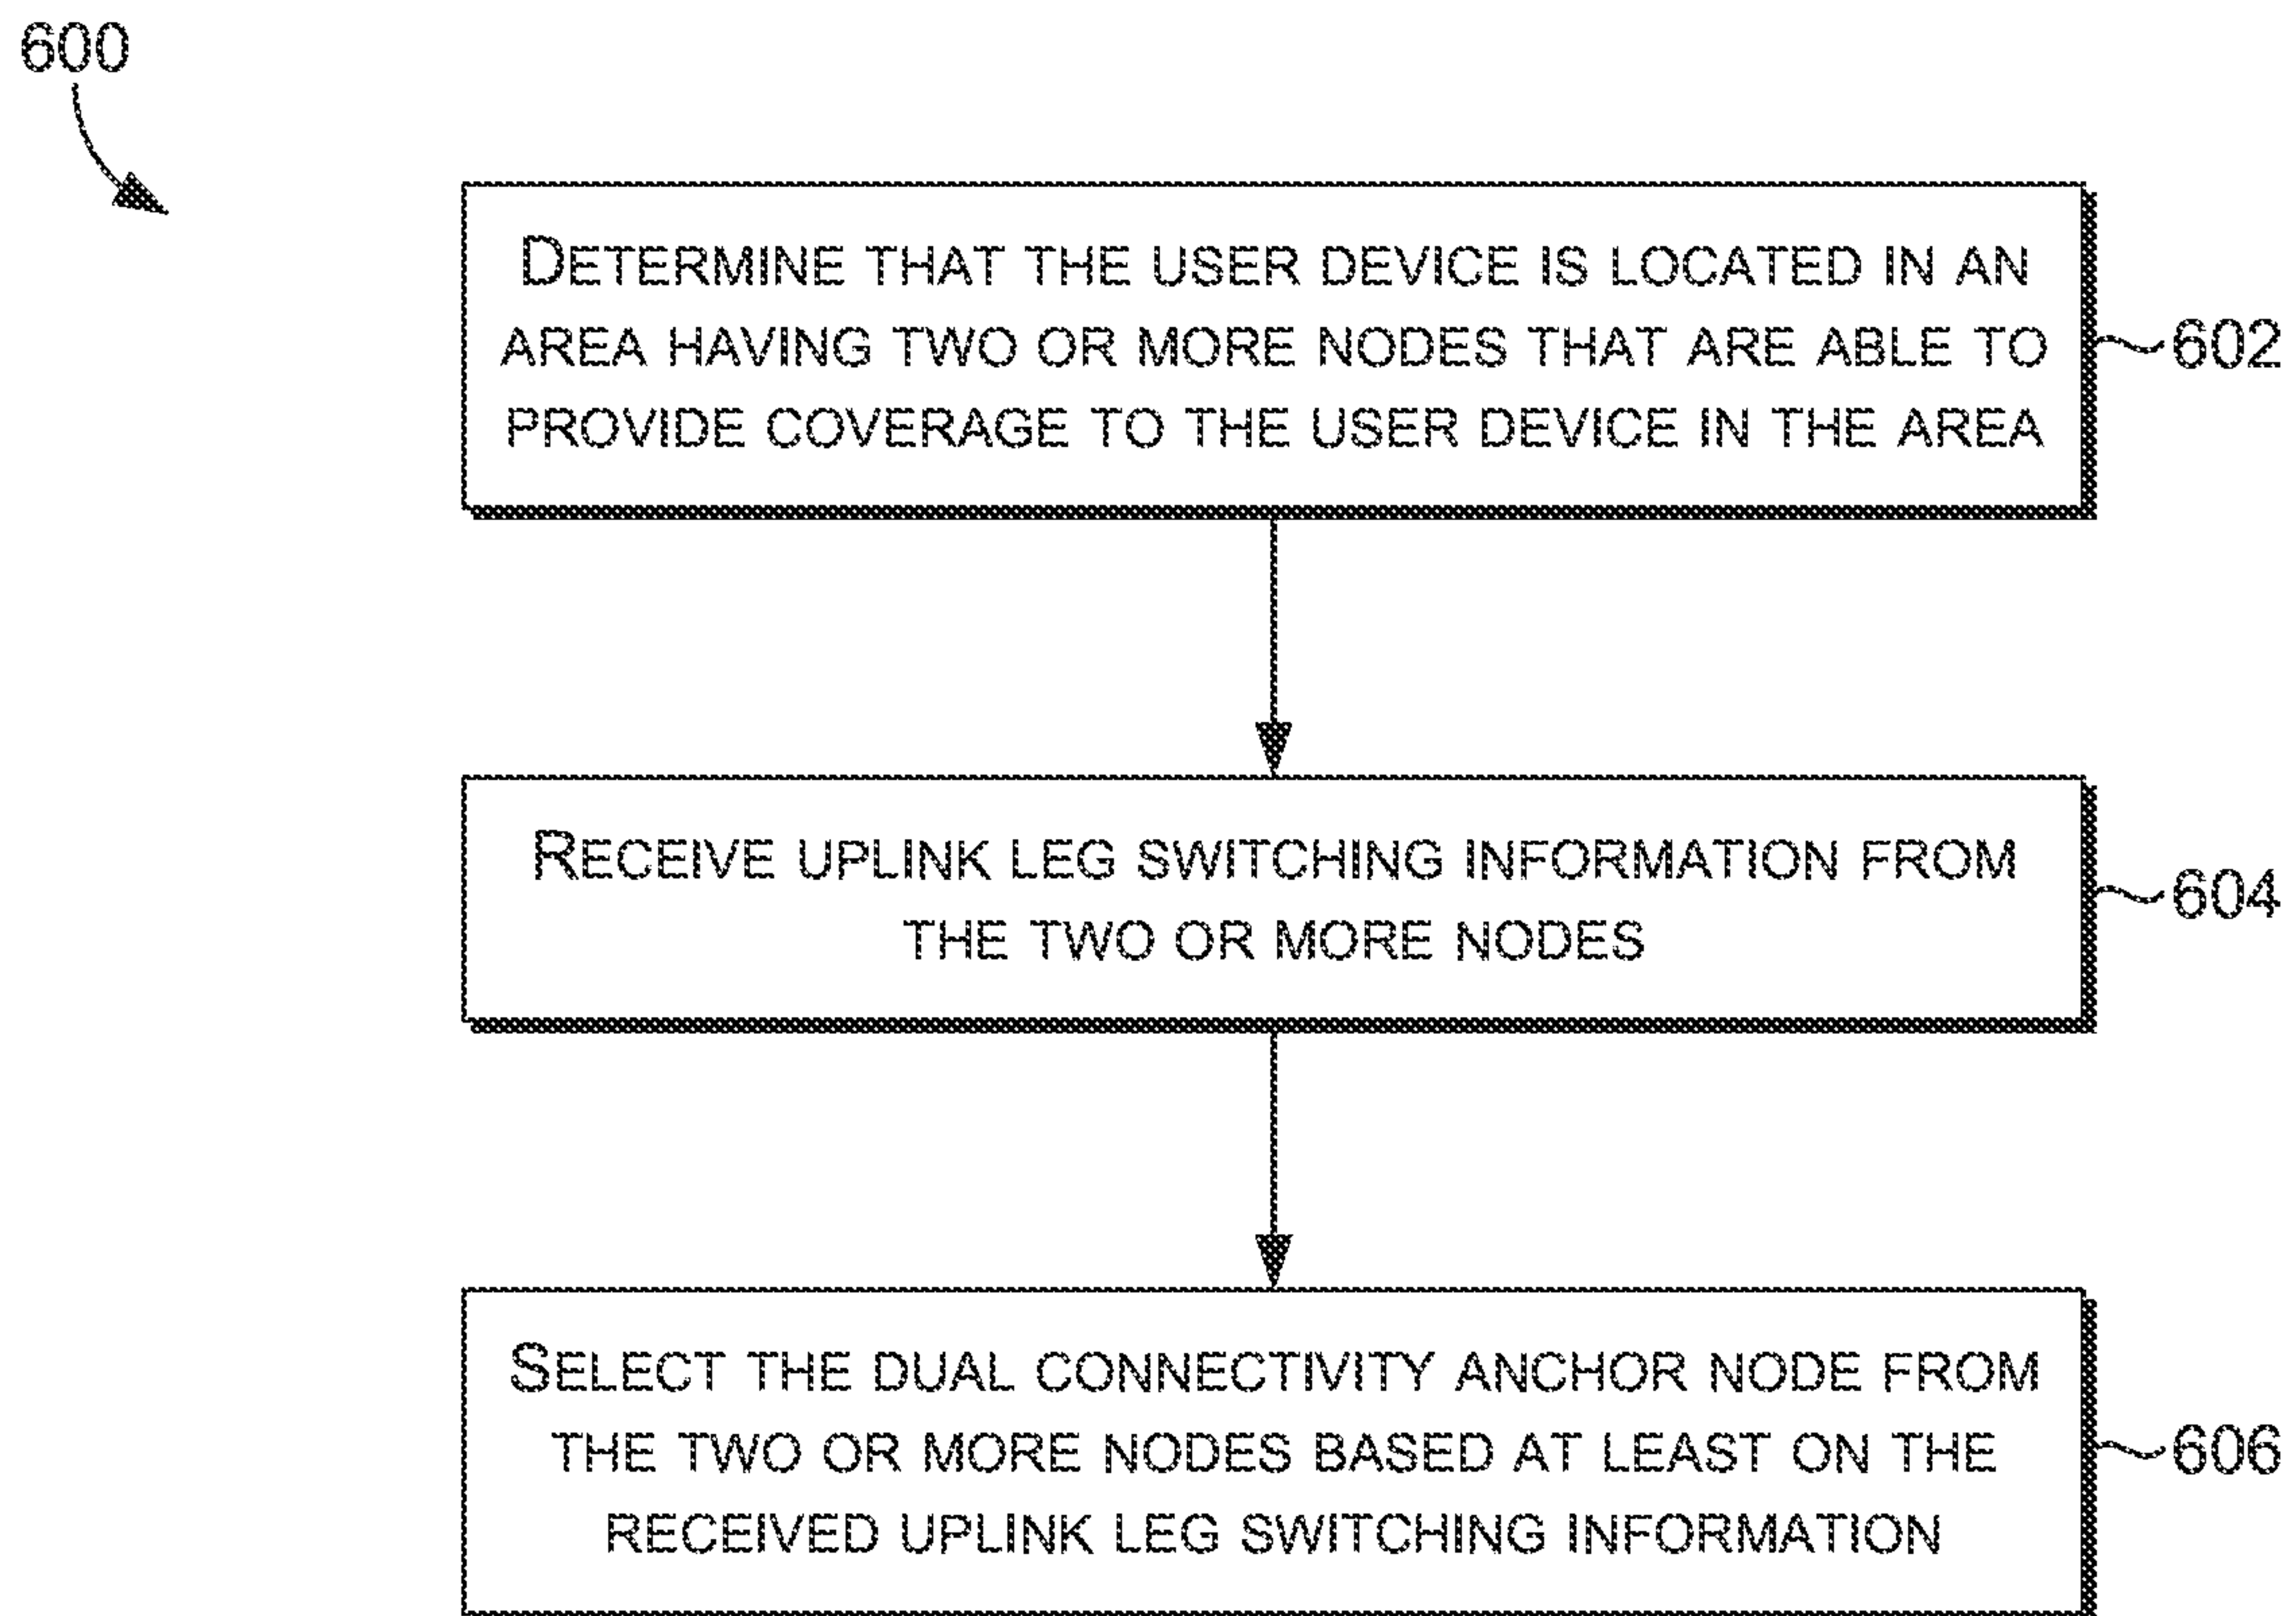 600
DETERMINE THAT THE USER DEVICE IS LOCATED IN AN
AREA HAVING TWO OR MORE NODES THAT ARE ABLE TO
PROVIDE COVERAGE TO THE USER DEVICE IN THE AREA
602
RECEIVE UPLINK LEG SWITCHING INFORMATION FROM
THE TWO OR MORE NODES
604
SELECT THE DUAL CONNECTIVITY ANCHOR NODE FROM
THE TWO OR MORE NODES BASED AT LEAST ON THE
RECEIVED UPLINK LEG SWITCHING INFORMATION
606